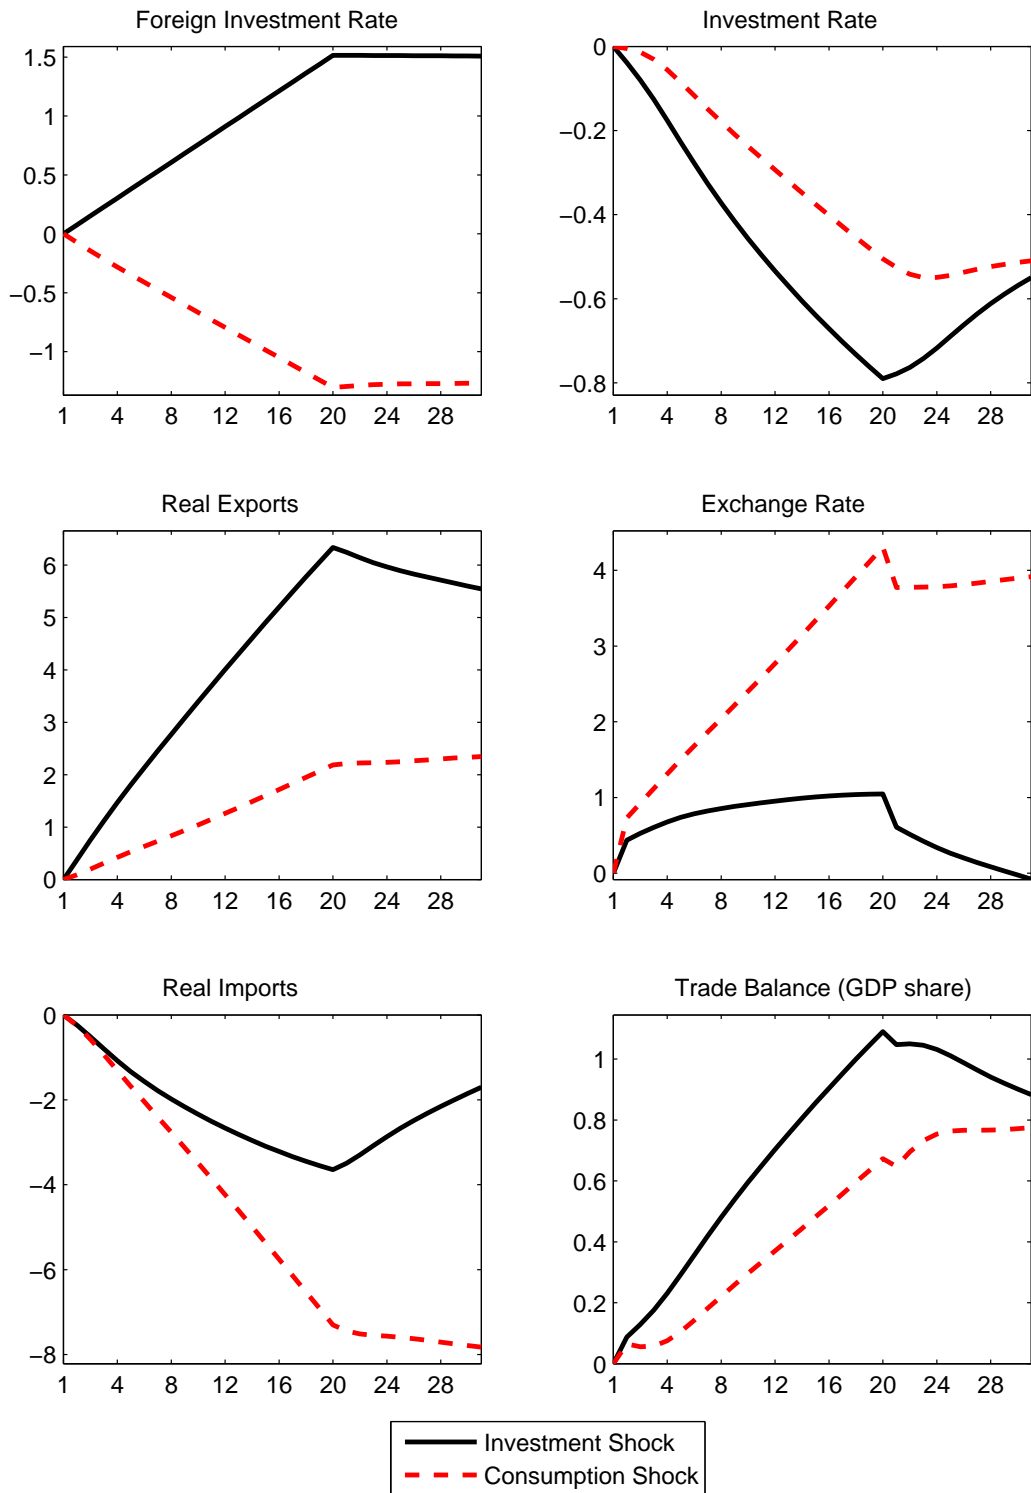 Foreign Investment Rate
1.5
1
0.5
0
−0.5
−1
1 4 8 12 16 20 24 28
Investment Rate
0
−0.2
−0.4
−0.6
−0.8
1 4 8 12 16 20 24 28
Real Exports
6
5
4
3
2
1
0
1 4 8 12 16 20 24 28
Exchange Rate
4
3
2
1
0
1 4 8 12 16 20 24 28
Real Imports
0
−2
−4
−6
−8
1 4 8 12 16 20 24 28
Trade Balance (GDP share)
1
0.8
0.6
0.4
0.2
0
1 4 8 12 16 20 24 28
Investment Shock
Consumption Shock